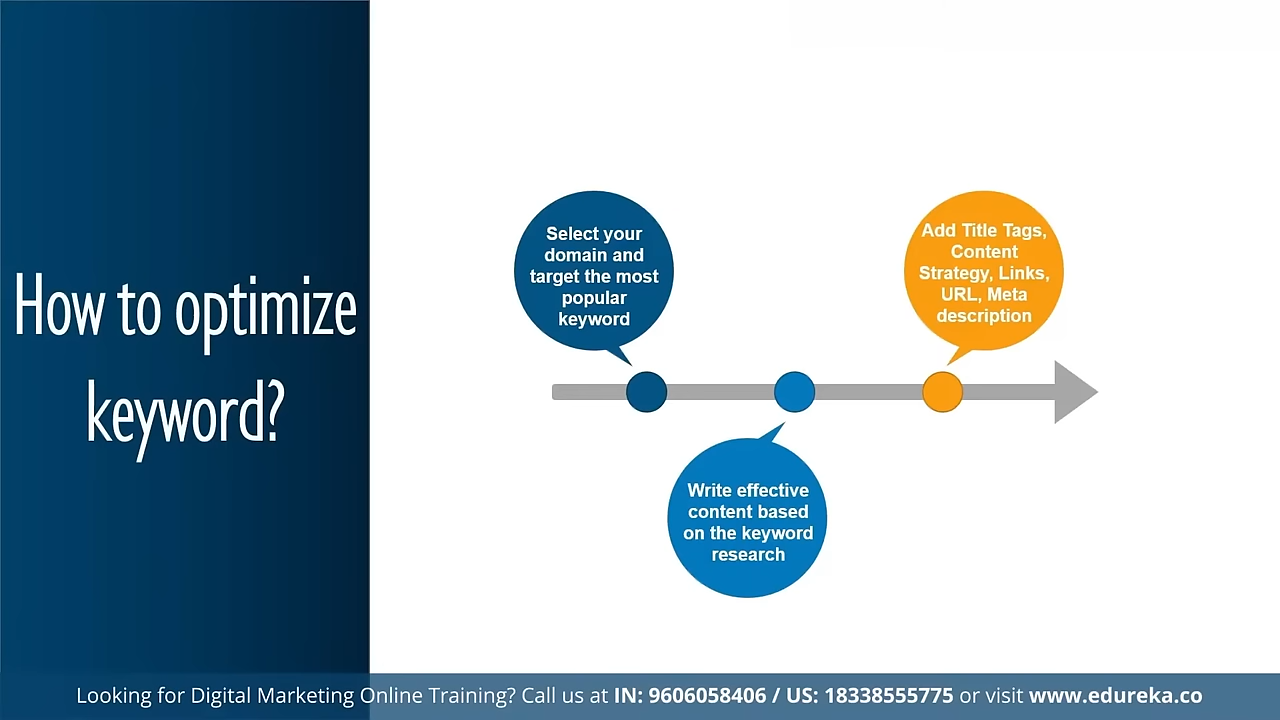 How to optimize
keyword?
Select your
domain and
target the most
popular
keyword
Write effective
content based
on the keyword
research
Add Title Tags,
Content
Strategy, Links,
URL, Meta
description
Looking for Digital Marketing Online Training? Call us at IN: 9606058406 / US: 18338555775 or visit www.edureka.co